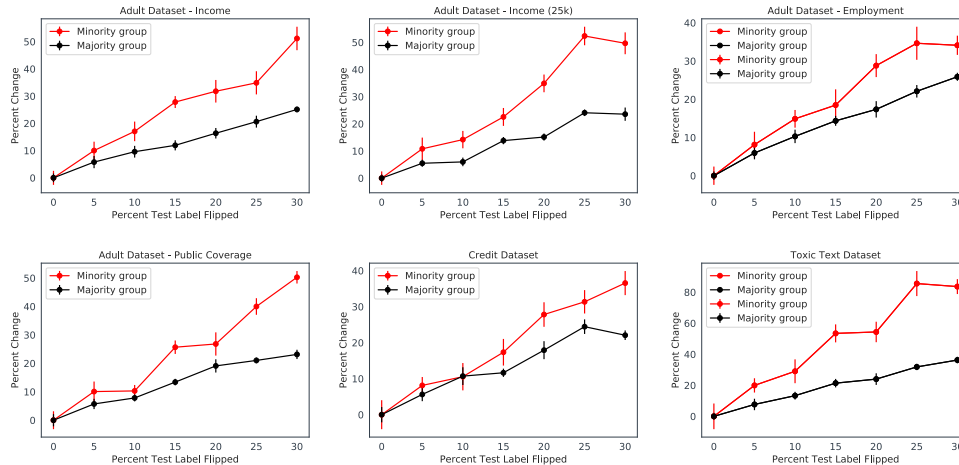 Adult Dataset - Income
Minority group
Majority group
Percent Change
50
40
30
20
10
0
0 5 10 15 20 25 30
Percent Test Label Flipped
Adult Dataset - Income (25k)
Minority group
Majority group
Percent Change
50
40
30
20
10
0
0 5 10 15 20 25 30
Percent Test Label Flipped
Adult Dataset - Employment
Minority group
Majority group
Minority group
Majority group
Percent Change
40
30
20
10
0
0 5 10 15 20 25 30
Percent Test Label Flipped
Adult Dataset - Public Coverage
Minority group
Majority group
Percent Change
50
40
30
20
10
0
0 5 10 15 20 25 30
Percent Test Label Flipped
Credit Dataset
Minority group
Majority group
Percent Change
40
30
20
10
0
0 5 10 15 20 25 30
Percent Test Label Flipped
Toxic Text Dataset
Minority group
Majority group
Minority group
Majority group
Percent Change
80
60
40
20
0
0 5 10 15 20 25 30
Percent Test Label Flipped